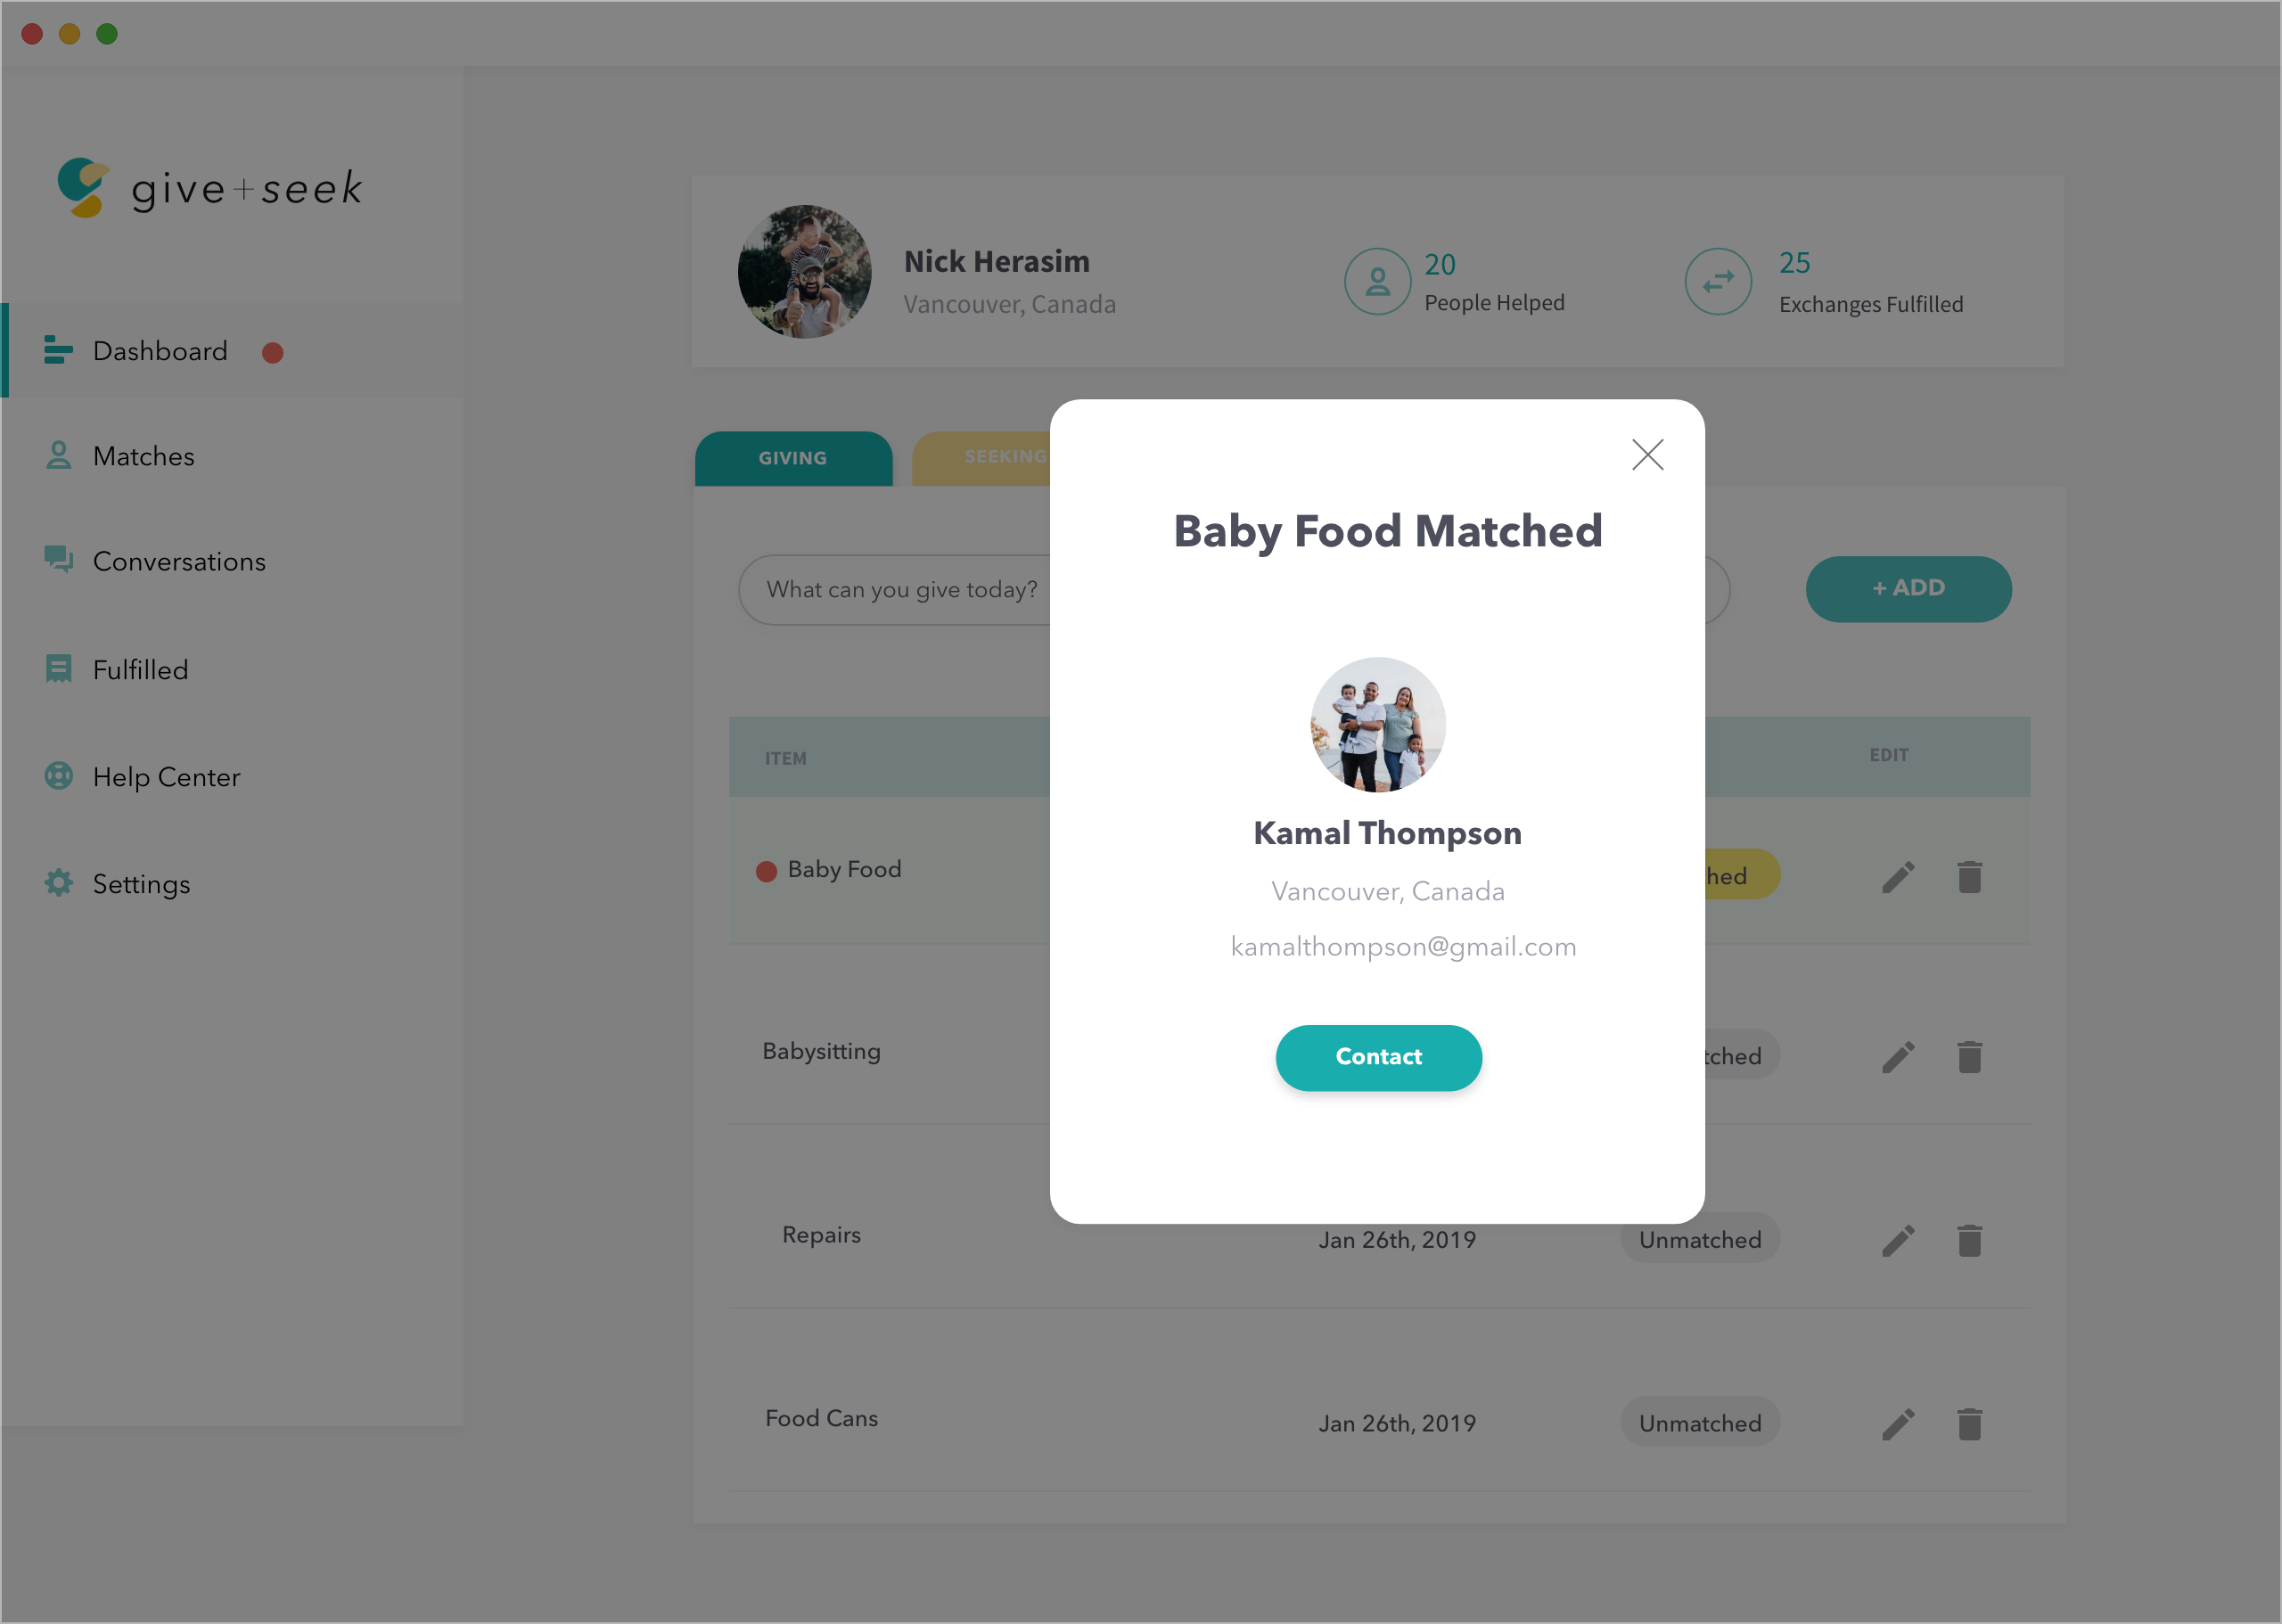 give+seek
Dashboard
Matches
Conversations
Fulfilled
Help Center
Settings
Nick Herasim
Vancouver, Canada
20
People Helped
25
Exchanges Fulfilled
GIVING
SEEKING
What can you give today?
+ ADD
ITEM
EDIT
Baby Food
Babysitting
Repairs
Jan 26th, 2019
Unmatched
Food Cans
Jan 26th, 2019
Unmatched
Baby Food Matched
Kamal Thompson
Vancouver, Canada
kamalthompson@gmail.com
Contact